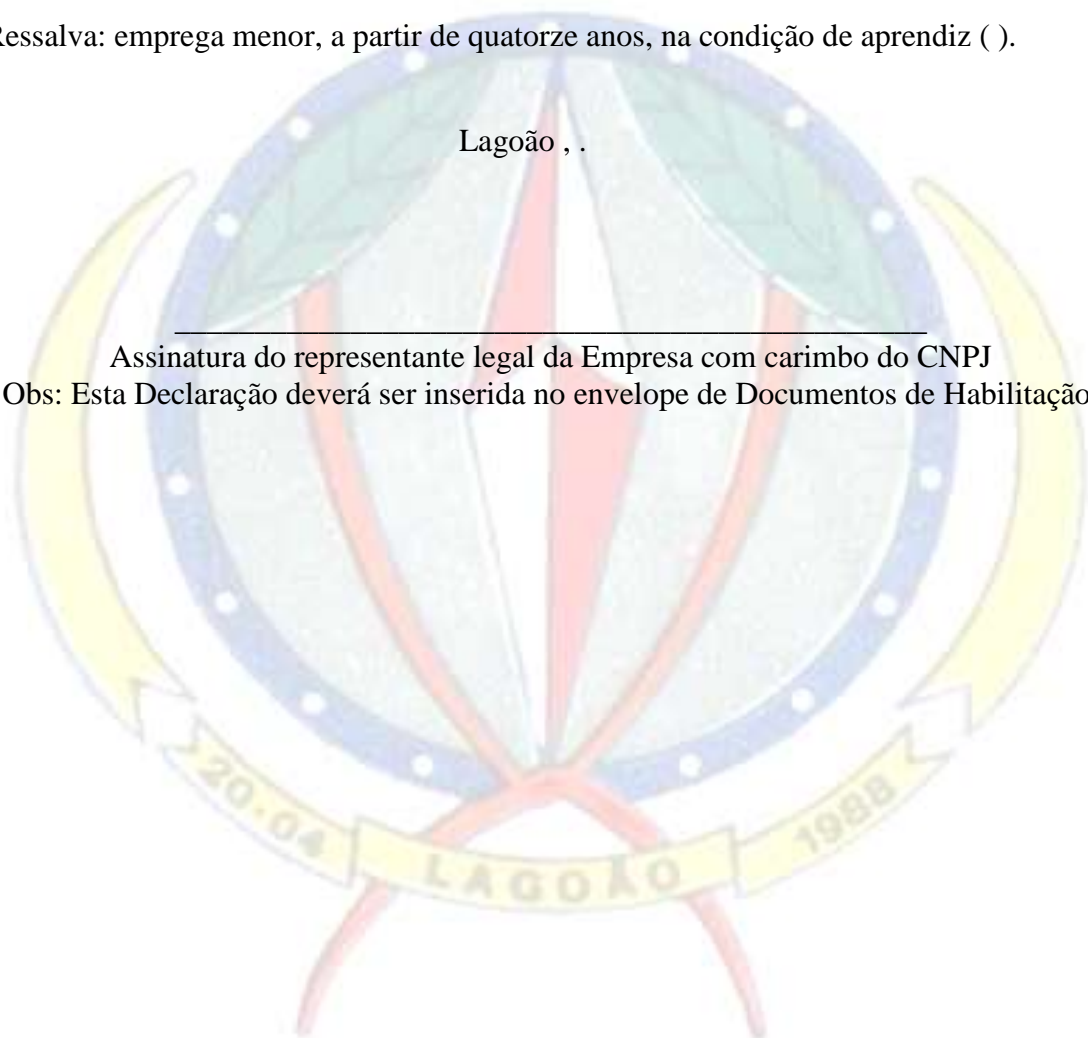 Ressalva: emprega menor, a partir de quatorze anos, na condição de aprendiz ( ).
Lagoão , .
_______________________________________________
Assinatura do representante legal da Empresa com carimbo do CNPJ
Obs: Esta Declaração deverá ser inserida no envelope de Documentos de Habilitação
20.04 LAGOÃO 1988